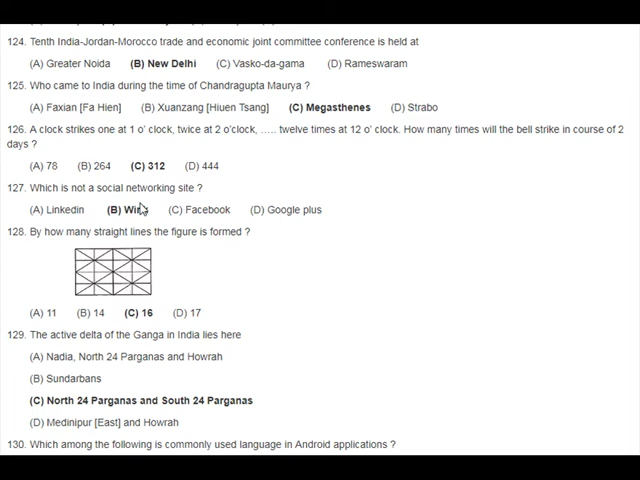 124. Tenth India-Jordan-Morocco trade and economic joint committee conference is held at
(A) Greater Noida (B) New Delhi (C) Vasko-da-gama (D) Rameswaram
125. Who came to India during the time of Chandragupta Maurya ?
(A) Faxian [Fa Hien] (B) Xuanzang [Hiuen Tsang] (C) Megasthenes (D) Strabo
126. A clock strikes one at 1 o' clock, twice at 2 o'clock, ..... twelve times at 12 o' clock. How many times will the bell strike in course of 2
days ?
(A) 78 (B) 264 (C) 312 (D) 444
127. Which is not a social networking site ?
(A) Linkedin (B) (C) Facebook (D) Google plus
128. By how many straight lines the figure is formed ?
(A) 11 (B) 14 (C) 16 (D) 17
129. The active delta of the Ganga in India lies here
(A) Nadia, North 24 Parganas and Howrah
(B) Sundarbans
(C) North 24 Parganas and South 24 Parganas
(D) Medinipur [East] and Howrah
130. Which among the following is commonly used language in Android applications ?